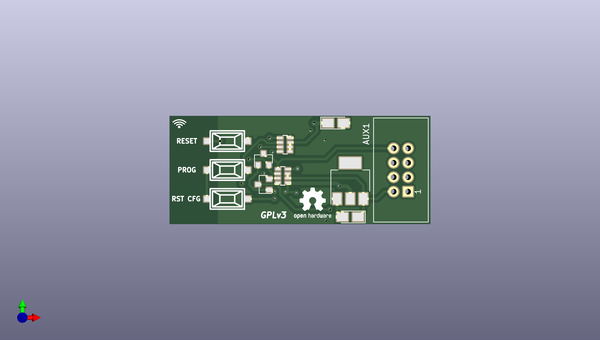 RESET
AUX1
PROG
RST CFG
1
GPLv3
open hardware